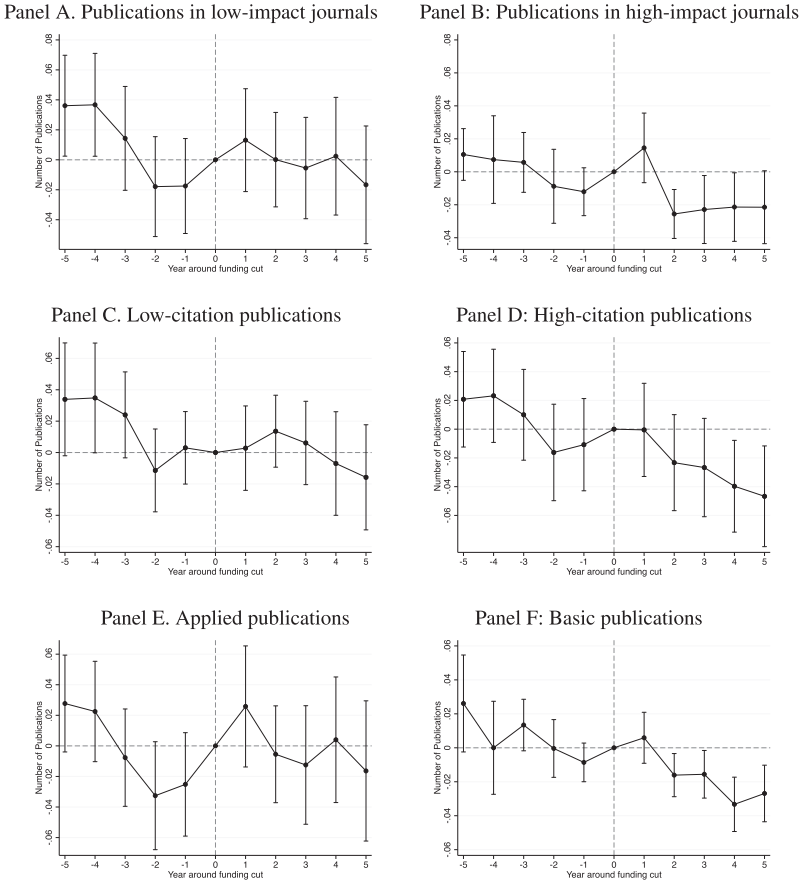 Panel A. Publications in low-impact journals
Number of Publications
.08
.06
.04
.02
0
-.02
-.04
-5 -4 -3 -2 -1 0 1 2 3 4 5
Year around funding cut
Panel B: Publications in high-impact journals
Number of Publications
.08
.06
.04
.02
0
-.02
-.04
-5 -4 -3 -2 -1 0 1 2 3 4 5
Year around funding cut
Panel C. Low-citation publications
Number of Publications
.06
.04
.02
0
-.02
-.04
-.06
-5 -4 -3 -2 -1 0 1 2 3 4 5
Year around funding cut
Panel D: High-citation publications
Number of Publications
.06
.04
.02
0
-.02
-.04
-.06
-5 -4 -3 -2 -1 0 1 2 3 4 5
Year around funding cut
Panel E. Applied publications
Number of Publications
.06
.04
.02
0
-.02
-.04
-.06
-5 -4 -3 -2 -1 0 1 2 3 4 5
Year around funding cut
Panel F: Basic publications
Number of Publications
.06
.04
.02
0
-.02
-.04
-.06
-5 -4 -3 -2 -1 0 1 2 3 4 5
Year around funding cut